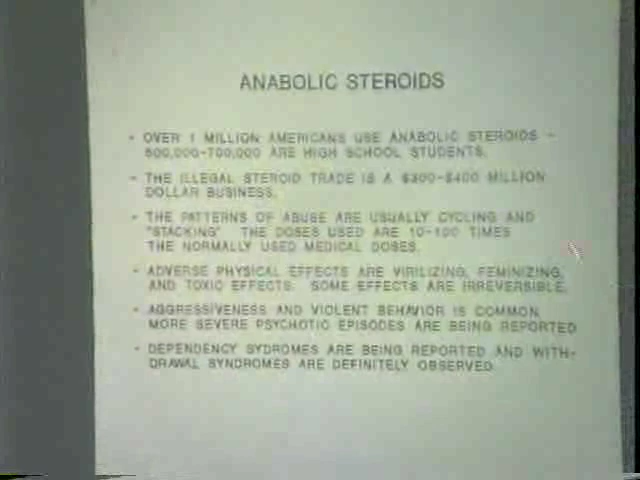 ANABOLIC STEROIDS
- OVER 1 MILLION AMERICANS USE ANABOLIC STEROIDS -
600,000-700,000 ARE HIGH SCHOOL STUDENTS.
- THE ILLEGAL STEROID TRADE IS A $300-$400 MILLION
DOLLAR BUSINESS.
- THE PATTERNS OF ABUSE ARE USUALLY CYCLING AND
"STACKING" THE DOSES USED ARE 10-100 TIMES
THE NORMALLY USED MEDICAL DOSES.
- ADVERSE PHYSICAL EFFECTS ARE VIRILIZING, FEMINIZING,
AND TOXIC EFFECTS. SOME EFFECTS ARE IRREVERSIBLE.
- AGGRESSIVENESS AND VIOLENT BEHAVIOR IS COMMON
MORE SEVERE PSYCHOTIC EPISODES ARE BEING REPORTED
- DEPENDENCY SYDROMES ARE BEING REPORTED AND WITH-
DRAWAL SYNDROMES ARE DEFINITELY OBSERVED